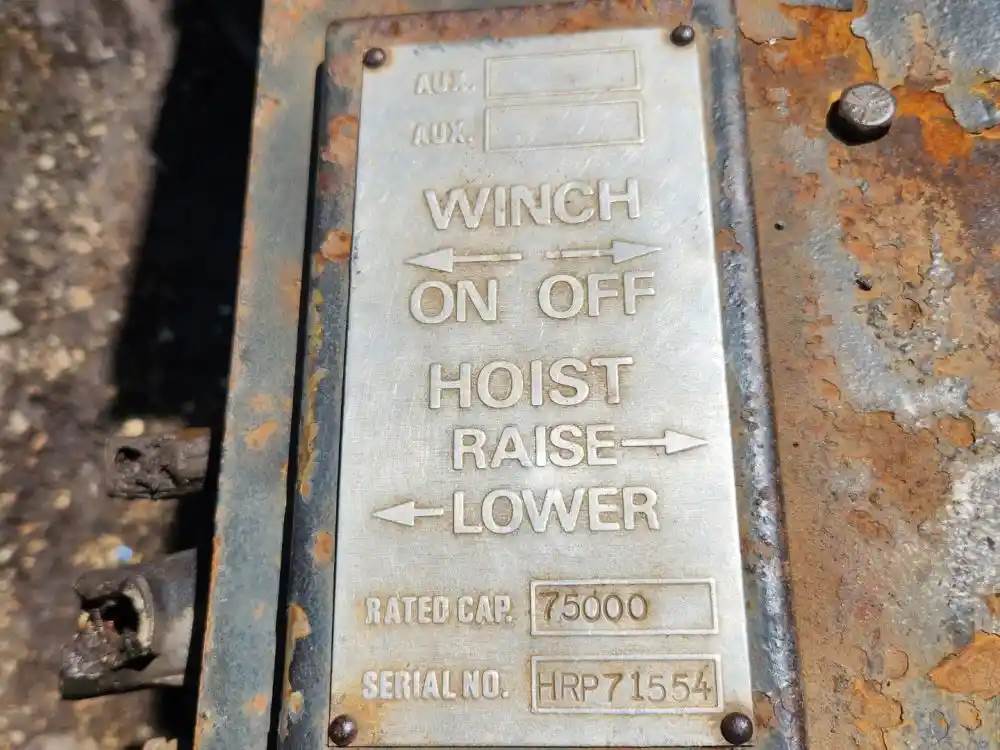 AUX.
AUX.
WINCH
ON OFF
HOIST
RAISE
LOWER
RATED CAP. 75000
SERIAL NO. HRP71554